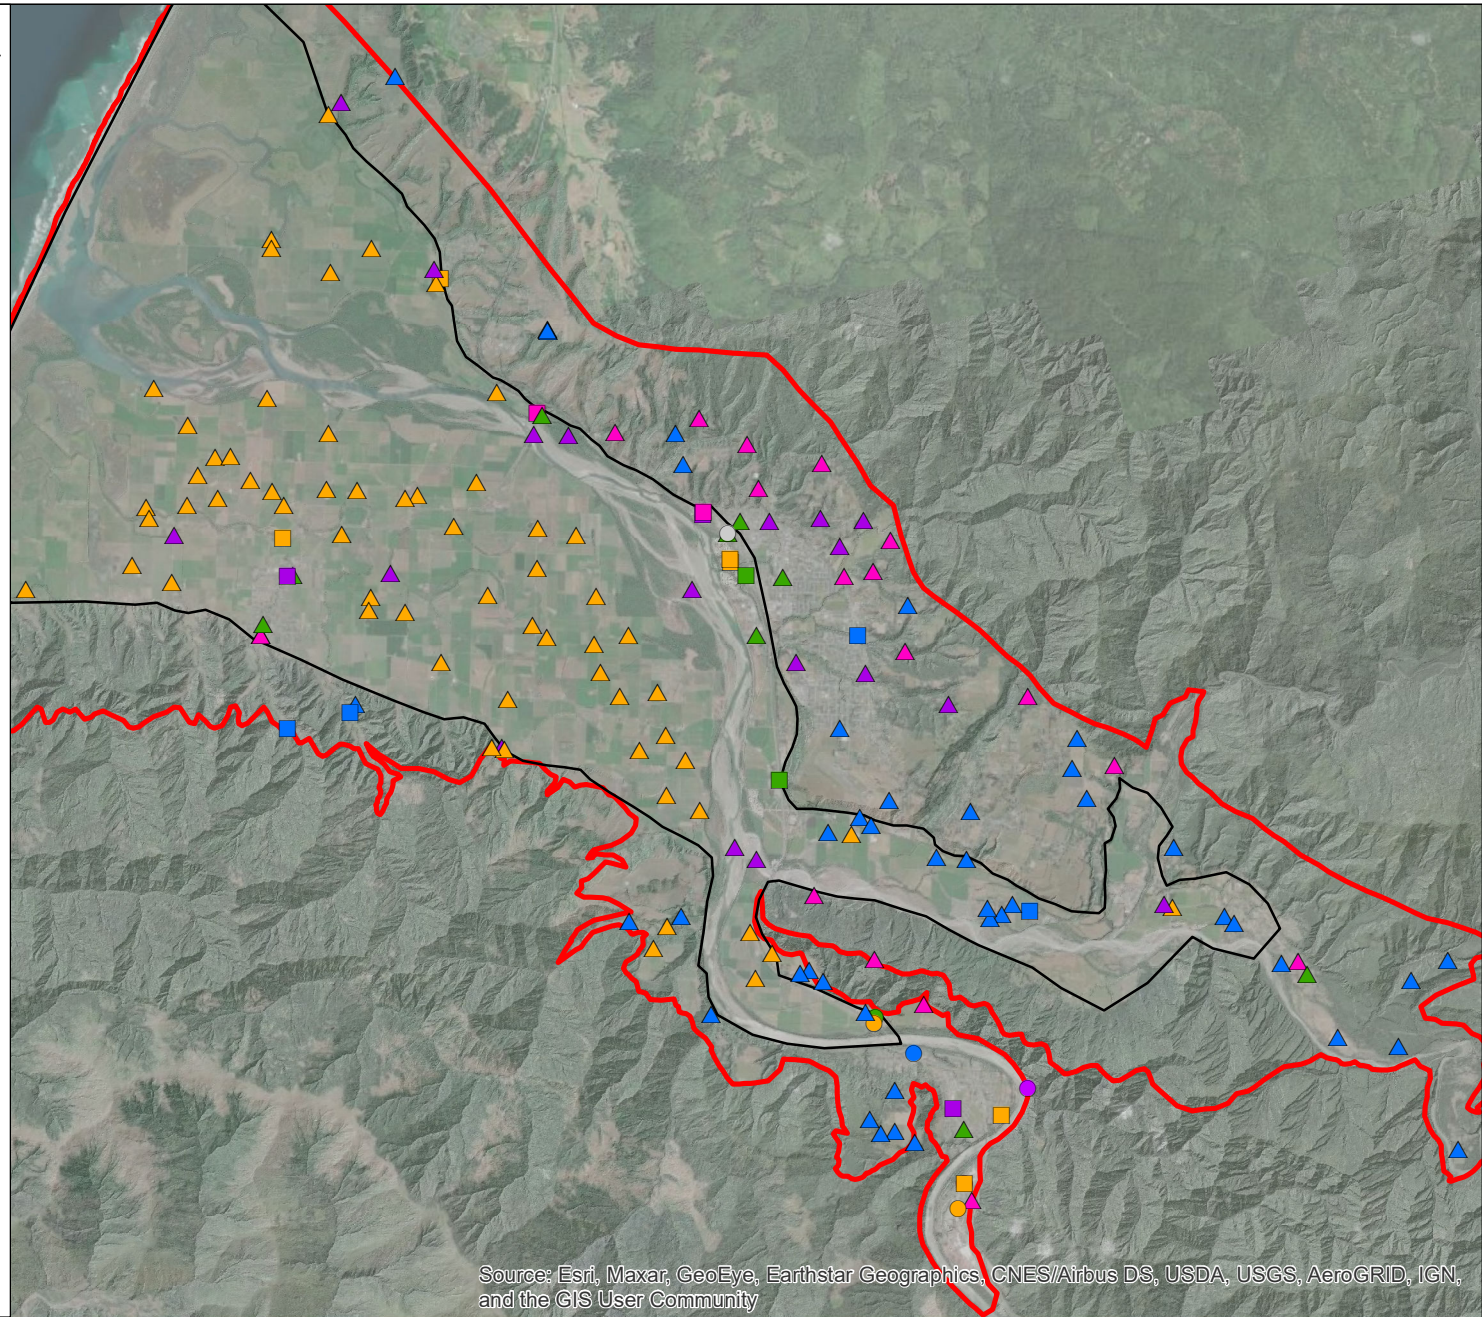 Source: Esri, Maxar, GeoEye, Earthstar Geographics, CNES/Airbus DS, USDA, USGS, AeroGRID, IGN,
and the GIS User Community